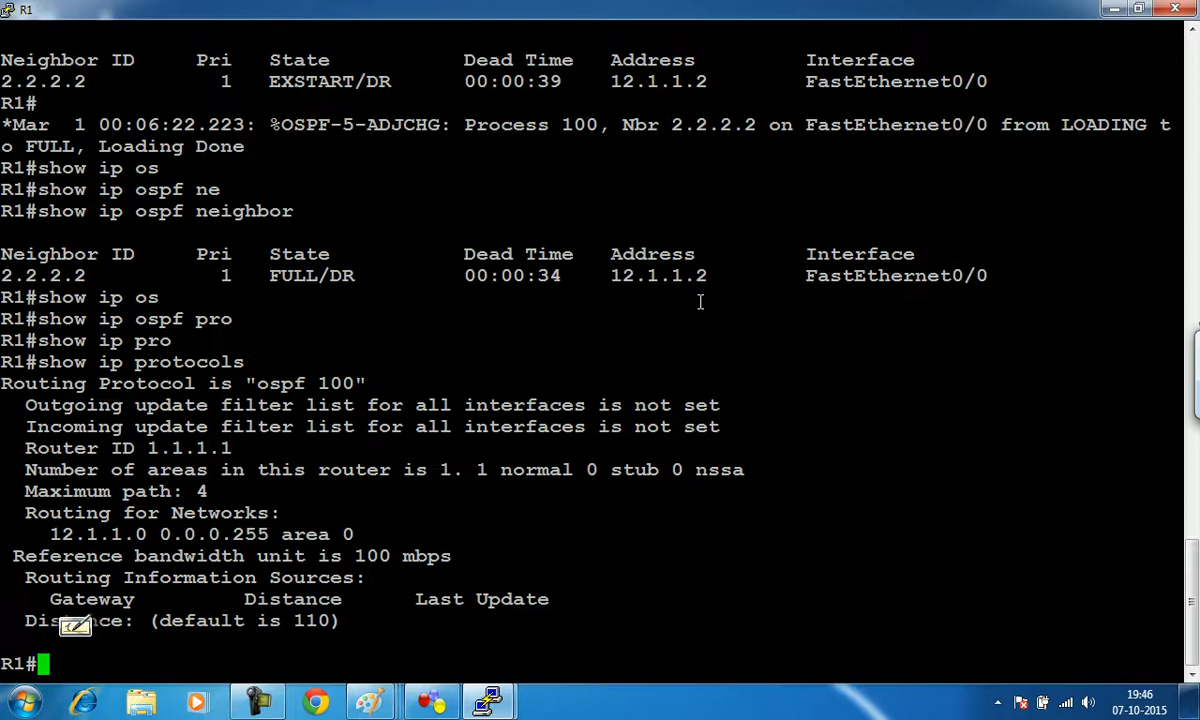 R1
Neighbor ID     Pri   State           Dead Time   Address         Interface
2.2.2.2           1   EXSTART/DR      00:00:39    12.1.1.2        FastEthernet0/0
R1#
*Mar  1 00:06:22.223: %OSPF-5-ADJCHG: Process 100, Nbr 2.2.2.2 on FastEthernet0/0 from LOADING t
o FULL, Loading Done
R1#show ip os
R1#show ip ospf ne
R1#show ip ospf neighbor
Neighbor ID     Pri   State           Dead Time   Address         Interface
2.2.2.2           1   FULL/DR         00:00:34    12.1.1.2        FastEthernet0/0
R1#show ip os
R1#show ip ospf pro
R1#show ip pro
R1#show ip protocols
Routing Protocol is "ospf 100"
  Outgoing update filter list for all interfaces is not set
  Incoming update filter list for all interfaces is not set
  Router ID 1.1.1.1
  Number of areas in this router is 1. 1 normal 0 stub 0 nssa
  Maximum path: 4
  Routing for Networks:
    12.1.1.0 0.0.0.255 area 0
 Reference bandwidth unit is 100 mbps
  Routing Information Sources:
    Gateway         Distance      Last Update
  Distance: (default is 110)
R1#
19:46
07-10-2015